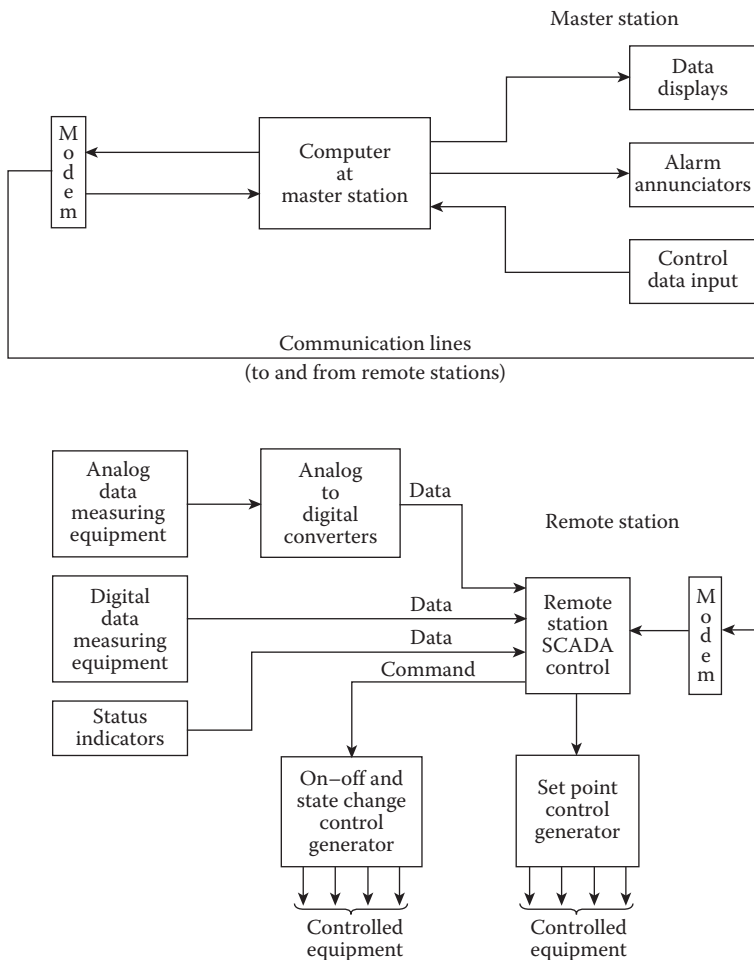 Master station
Data
displays
M
o
d
e
m
Computer
at
master station
Alarm
annunciators
Control
data input
Communication lines
(to and from remote stations)
Analog
data
measuring
equipment
Analog
to
digital
converters
Data
Remote station
Digital
data
measuring
equipment
Data
Data
Command
Remote
station
SCADA
control
M
o
d
e
m
Status
indicators
On–off and
state change
control
generator
Set point
control
generator
Controlled
equipment
Controlled
equipment